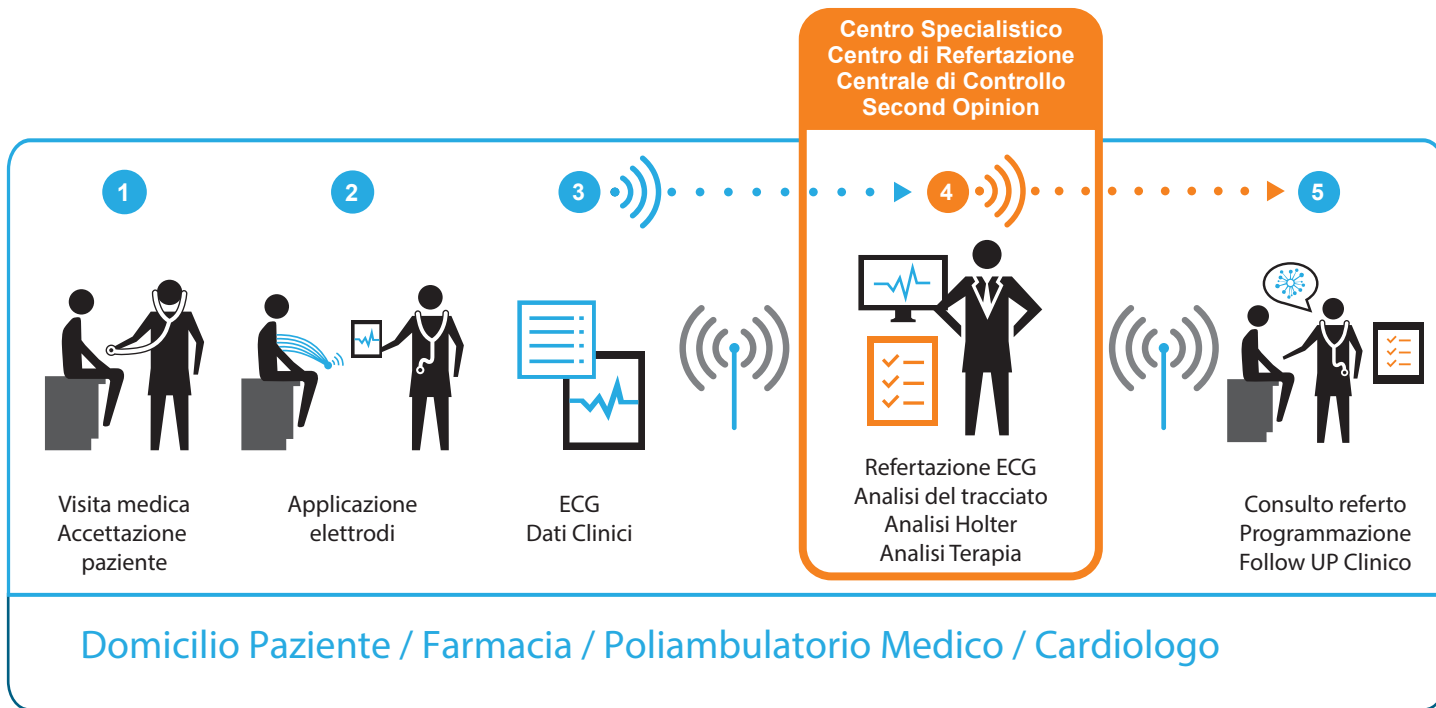 Centro Specialistico
Centro di Refertazione
Centrale di Controllo
Second Opinion
1
2
3
4
5
Visita medica
Accettazione
paziente
Applicazione
elettrodi
ECG
Dati Clinici
Refertazione ECG
Analisi del tracciato
Analisi Holter
Analisi Terapia
Consulto referto
Programmazione
Follow UP Clinico
Domicilio Paziente / Farmacia / Poliambulatorio Medico / Cardiologo